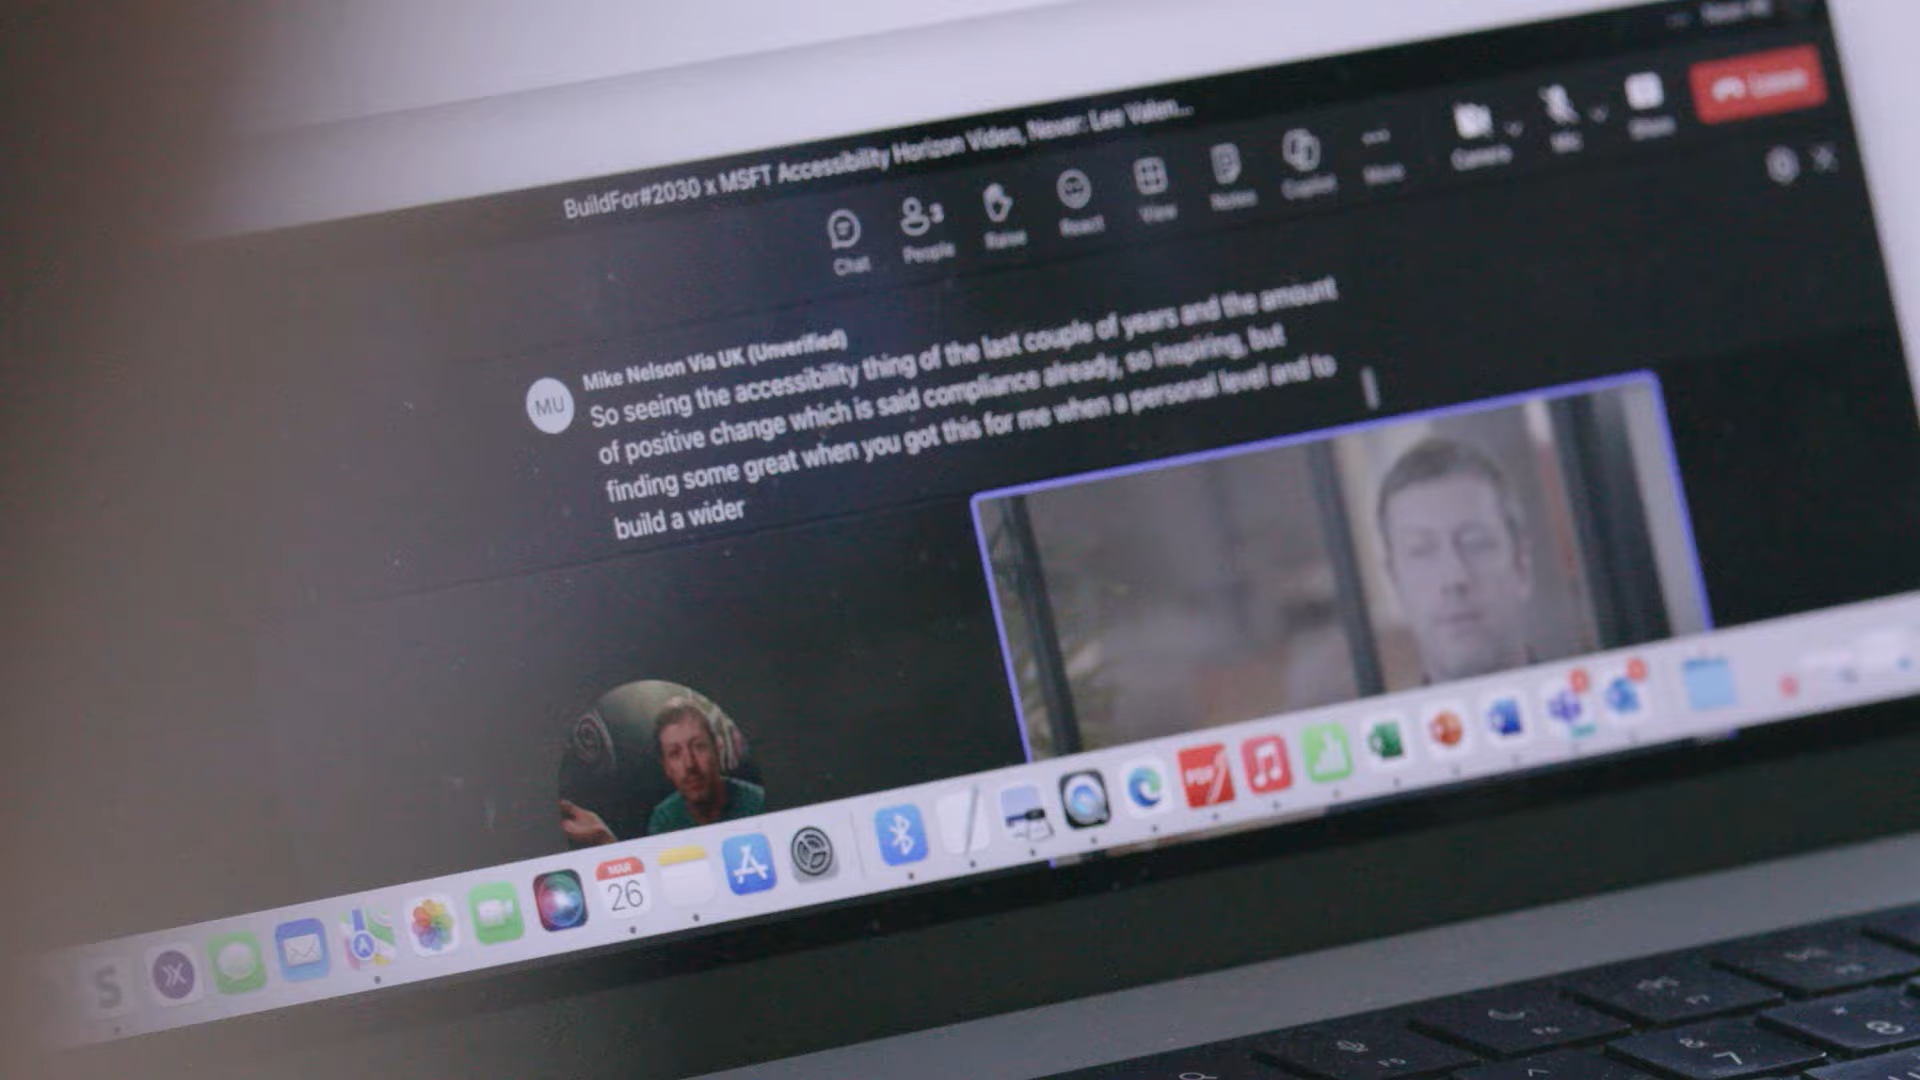 BuildFor#2030 x MSFT Accessibility Horizon Video, Never: Lee Valen...
Chat
People
3
Raise
React
View
Notes
Copilot
More
Camera
Mic
Share
Leave
MU
Mike Nelson Via UK (Unverified)
So seeing the accessibility thing of the last couple of years and the amount
of positive change which is said compliance already, so inspiring, but
finding some great when you got this for me when a personal level and to
build a wider
MAR
26
PDF
S